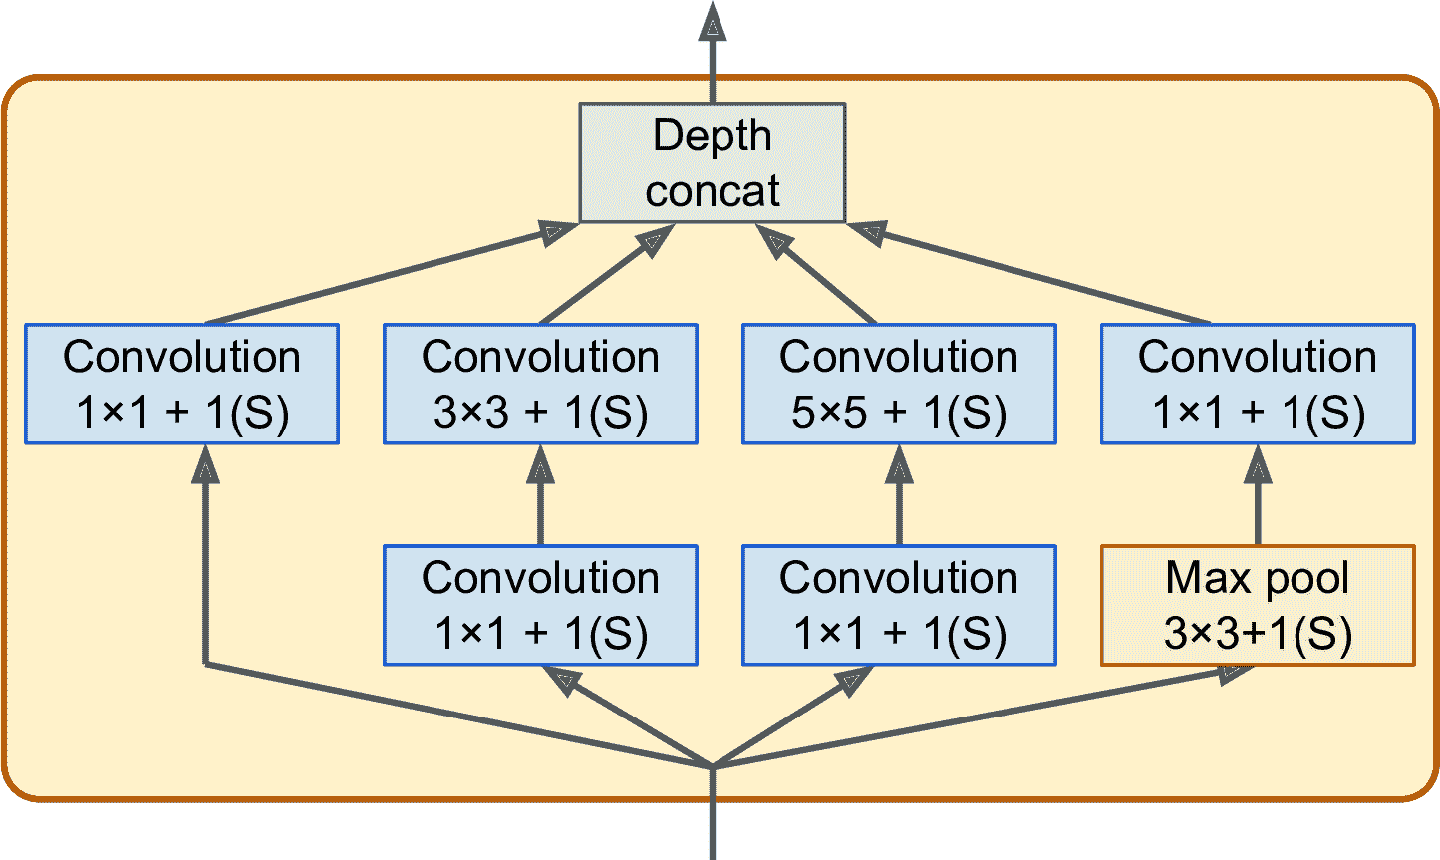 Depth
concat
Convolution
1×1 + 1(S)
Convolution
3×3 + 1(S)
Convolution
5×5 + 1(S)
Convolution
1×1 + 1(S)
Convolution
1×1 + 1(S)
Convolution
1×1 + 1(S)
Max pool
3×3+1(S)